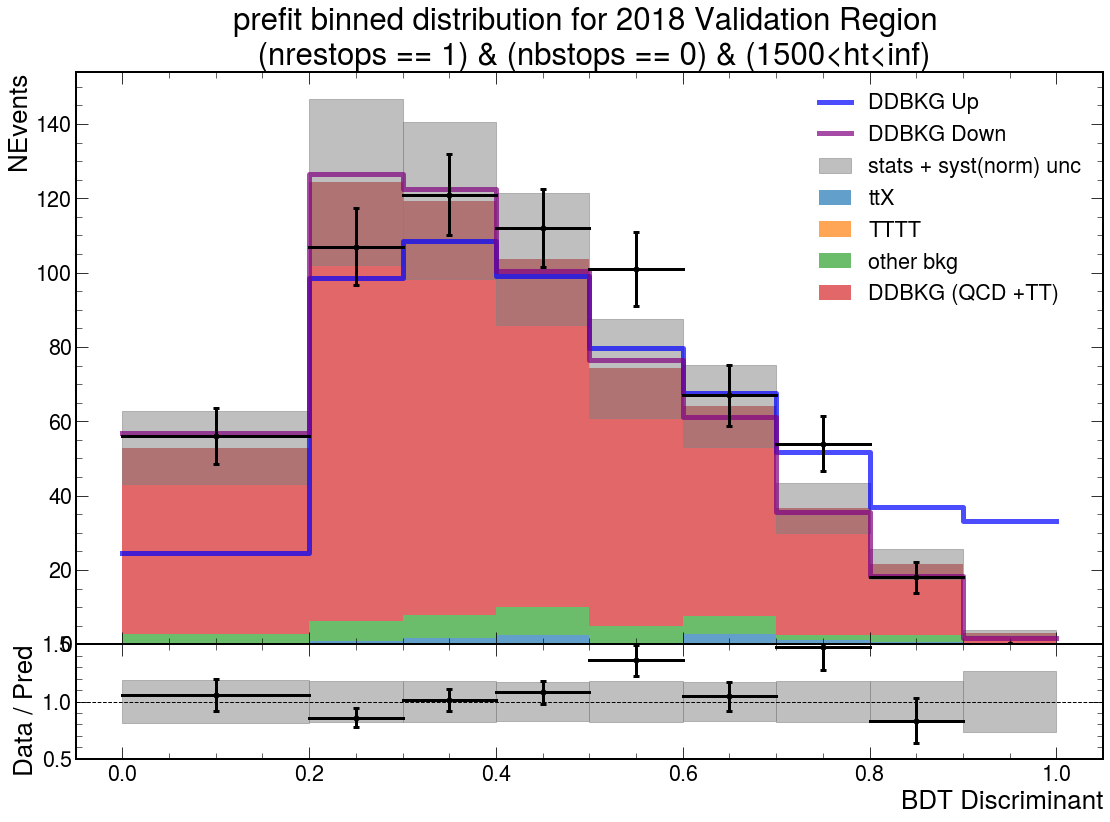 prefit binned distribution for 2018 Validation Region
(nrestops == 1) & (nbstops == 0) & (1500<ht<inf)
NEvents
140
120
100
80
60
40
20
0
DDBKG Up
DDBKG Down
stats + syst(norm) unc
ttX
TTTT
other bkg
DDBKG (QCD +TT)
Data / Pred
1.5
1.0
0.5
0.0 0.2 0.4 0.6 0.8 1.0
BDT Discriminant